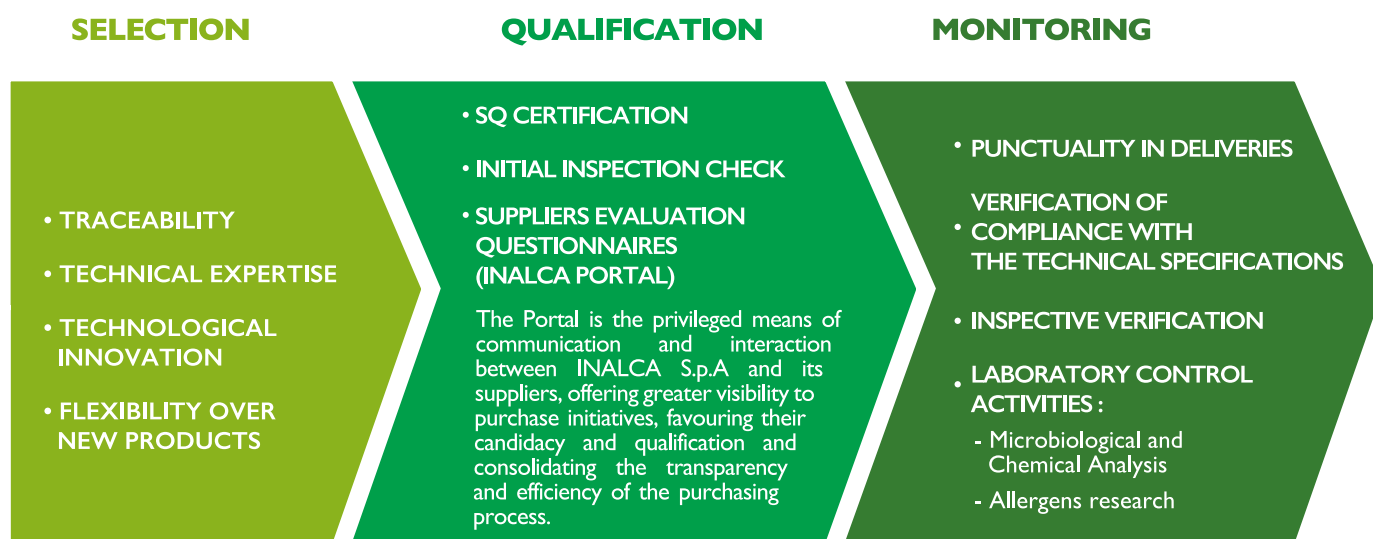 SELECTION
• TRACEABILITY
• TECHNICAL EXPERTISE
• TECHNOLOGICAL
INNOVATION
• FLEXIBILITY OVER
NEW PRODUCTS
QUALIFICATION
• SQ CERTIFICATION
• INITIAL INSPECTION CHECK
• SUPPLIERS EVALUATION
QUESTIONNAIRES
(INALCA PORTAL)
The Portal is the privileged means of
communication and interaction
between INALCA S.p.A and its
suppliers, offering greater visibility to
purchase initiatives, favouring their
candidacy and qualification and
consolidating the transparency
and efficiency of the purchasing
process.
MONITORING
• PUNCTUALITY IN DELIVERIES
VERIFICATION OF
• COMPLIANCE WITH
THE TECHNICAL SPECIFICATIONS
• INSPECTIVE VERIFICATION
• LABORATORY CONTROL
ACTIVITIES :
- Microbiological and
Chemical Analysis
- Allergens research